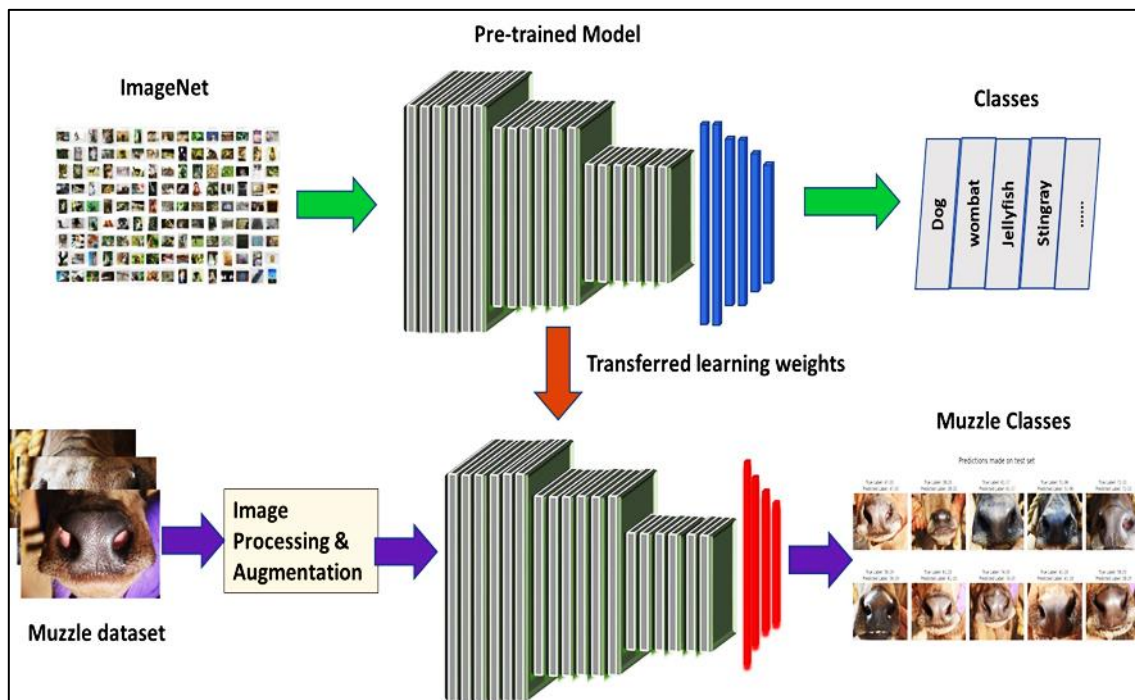 Pre-trained Model
ImageNet
Classes
Dog
wombat
Jellyfish
Stingray
......
Transferred learning weights
Muzzle Classes
Predictions made on test set
Image
Processing &
Augmentation
Muzzle dataset